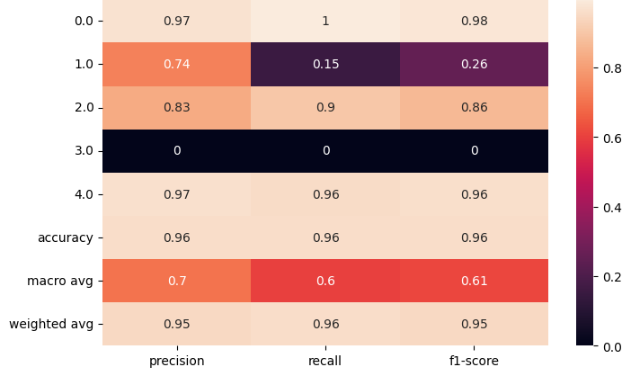 0.0 0.97 1 0.98
1.0 0.74 0.15 0.26
2.0 0.83 0.9 0.86
3.0 0 0 0
4.0 0.97 0.96 0.96
accuracy 0.96 0.96 0.96
macro avg 0.7 0.6 0.61
weighted avg 0.95 0.96 0.95
precision recall f1-score
0.8
0.6
0.4
0.2
0.0